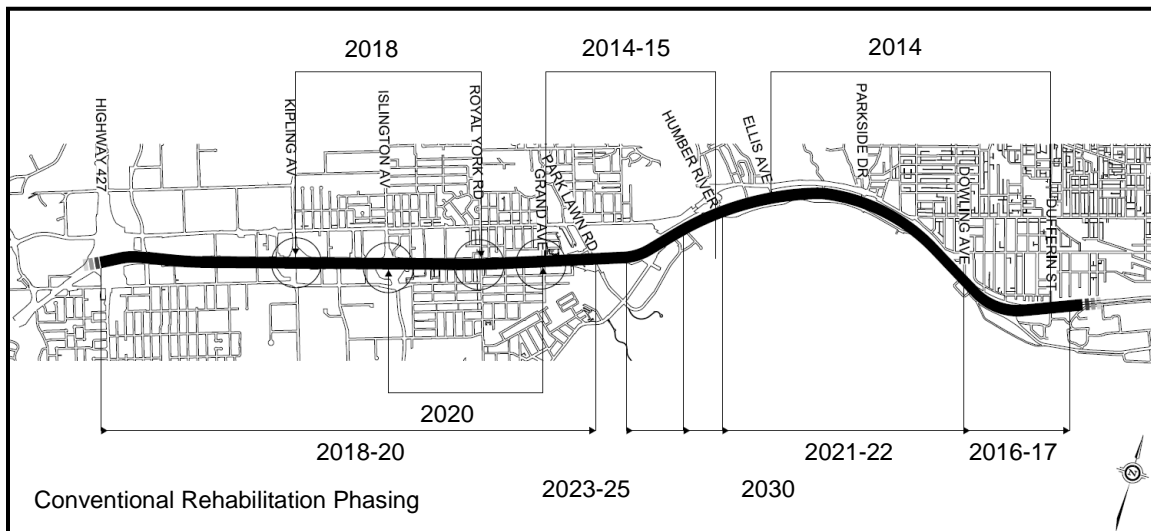 2018
2014-15
2014
HIGHWAY 427
KIPLING AV
ISLINGTON AV
ROYAL YORK RD
GRAND AVE
PARK LAWN RD
HUMBER RIVER
ELLIS AVE
PARKSIDE DR
DOWLING AVE
DUFFERIN ST
2020
2018-20
2021-22
2016-17
2023-25
2030
Conventional Rehabilitation Phasing
N